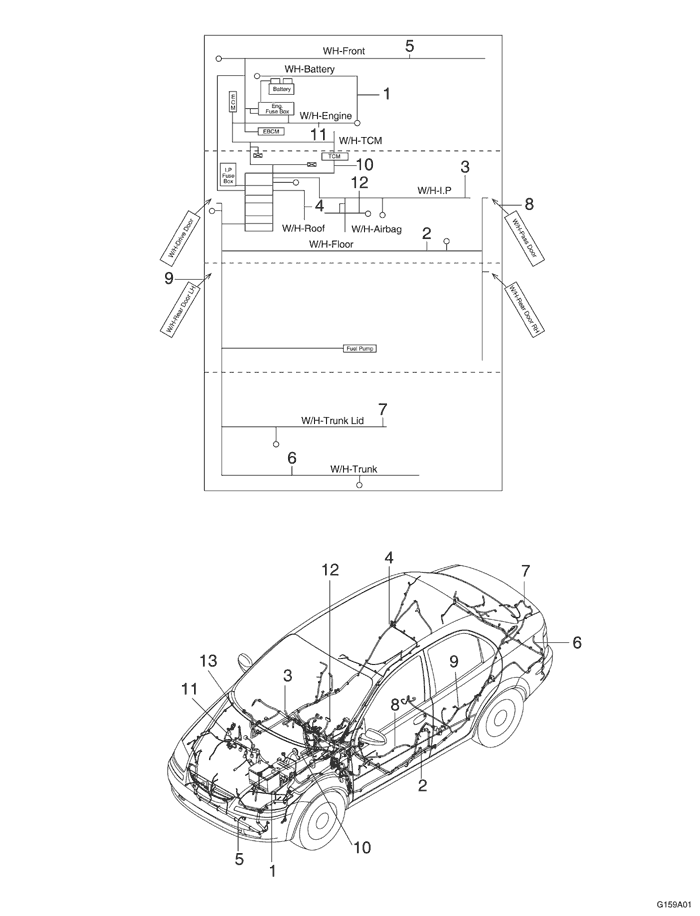 5
WH-Front
WH-Battery
Battery
1
E
C
M
Eng.
Fuse Box
W/H-Engine
11
EBCM
W/H-TCM
TCM
10
I.P
Fuse
Box
3
12
W/H-I.P
4
8
W/H-Drive Door
W/H-Roof
W/H-Airbag
W/H-Pass Door
W/H-Floor
2
9
W/H-Rear Door LH
W/H-Rear Door RH
Fuel Pump
W/H-Trunk Lid
7
6
W/H-Trunk
4
12
7
6
13
9
3
11
8
2
10
5
1
G159A01